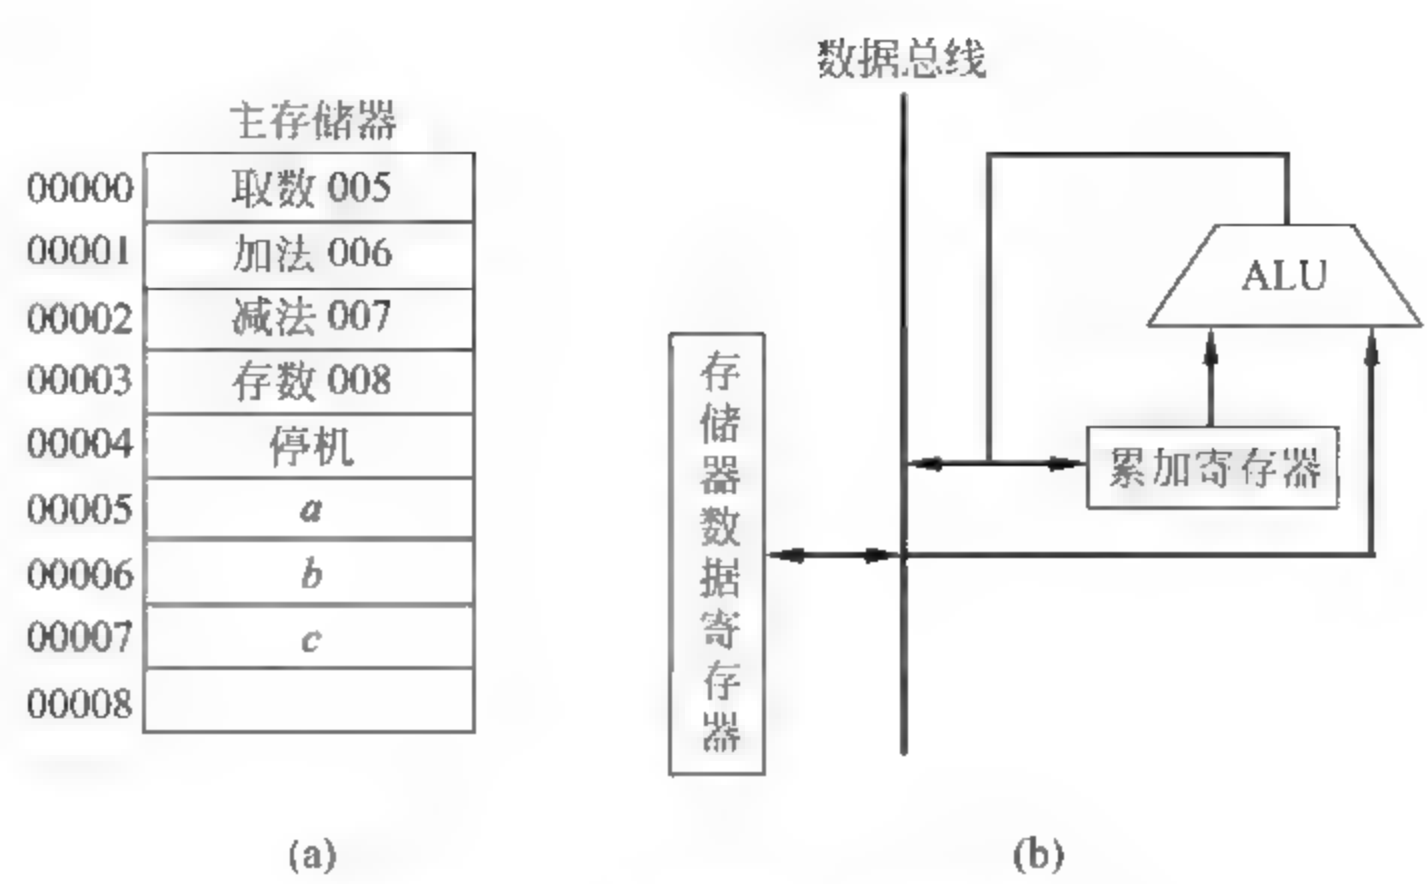 主存储器
00000 取数 005
00001 加法 006
00002 减法 007
00003 存数 008
00004 停机
00005 a
00006 b
00007 c
00008
(a)
数据总线
ALU
累加寄存器
存储器数据寄存器
(b)